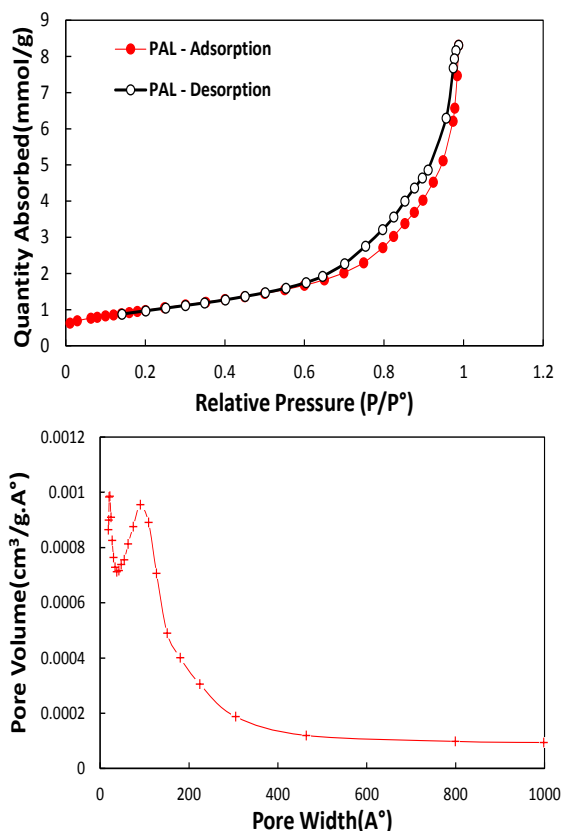 9
8
7
6
5
4
3
2
1
0
Quantity Absorbed(mmol/g)
PAL - Adsorption
PAL - Desorption
0 0.2 0.4 0.6 0.8 1 1.2
Relative Pressure (P/P°)
0.0012
0.001
0.0008
0.0006
0.0004
0.0002
0
Pore Volume(cm³/g.A°)
0 200 400 600 800 1000
Pore Width(A°)